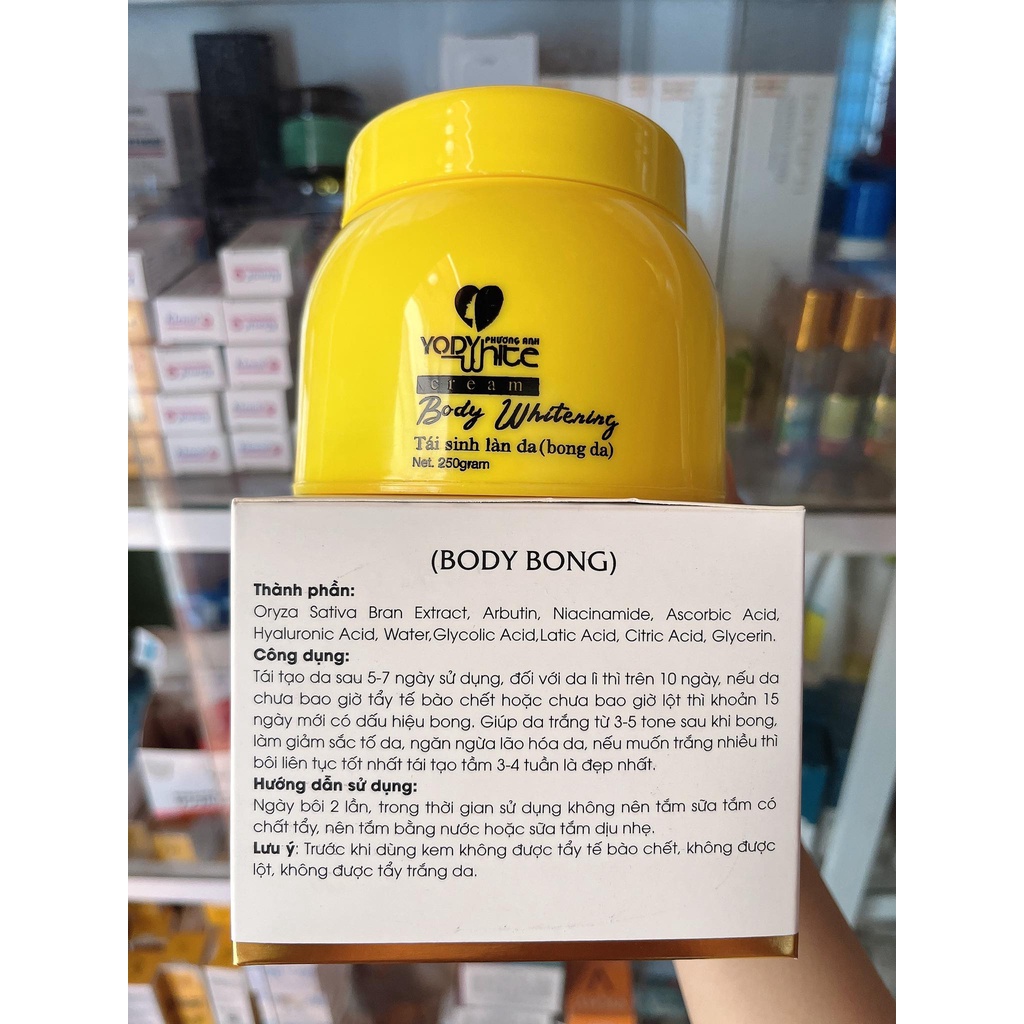 PHƯƠNG ANH
YODY White
cream
Body Whitening
Tái sinh làn da (bong da)
Net. 250gram
(BODY BONG)
Thành phần:
Oryza Sativa Bran Extract, Arbutin, Niacinamide, Ascorbic Acid,
Hyaluronic Acid, Water,Glycolic Acid,Latic Acid, Citric Acid, Glycerin.
Công dụng:
Tái tạo da sau 5-7 ngày sử dụng, đối với da lì thì trên 10 ngày, nếu da
chưa bao giờ tẩy tế bào chết hoặc chưa bao giờ lột thì khoản 15
ngày mới có dấu hiệu bong. Giúp da trắng từ 3-5 tone sau khi bong,
làm giảm sắc tố da, ngăn ngừa lão hóa da, nếu muốn trắng nhiều thì
bôi liên tục tốt nhất tái tạo tầm 3-4 tuần là đẹp nhất.
Hướng dẫn sử dụng:
Ngày bôi 2 lần, trong thời gian sử dụng không nên tắm sữa tắm có
chất tẩy, nên tắm bằng nước hoặc sữa tắm dịu nhẹ.
Lưu ý: Trước khi dùng kem không được tẩy tế bào chết, không được
lột, không được tẩy trắng da.